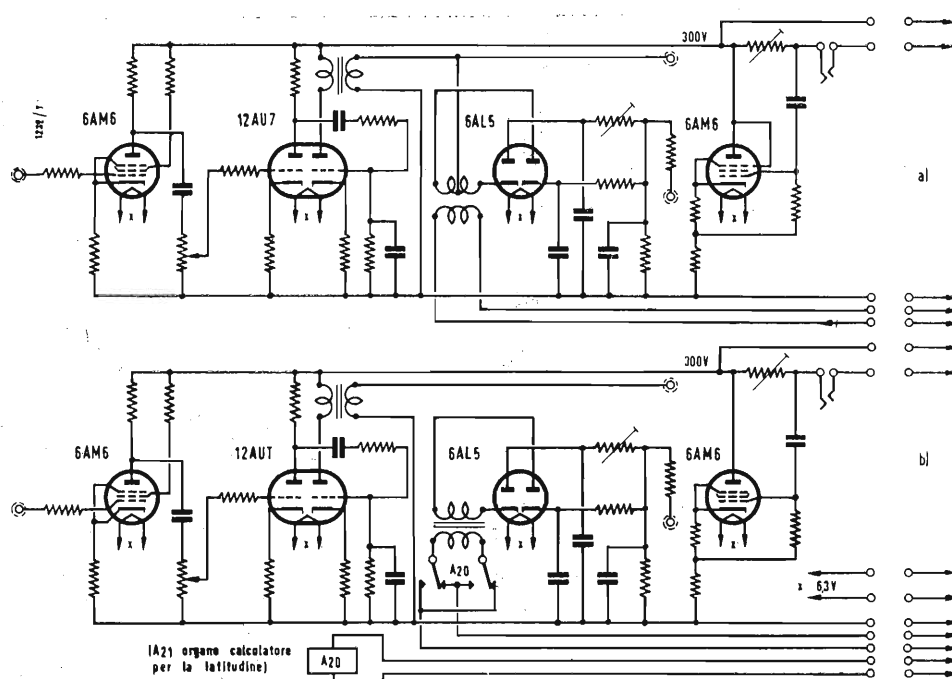 300V
6AM6
12AU7
6AL5
6AM6
a)
x
x
x
x
300V
6AM6
12AUT
6AL5
6AM6
b)
x
x
x
x
A20
x 6,3V
(A21 organo calcolatore
per la latitudine)
A20